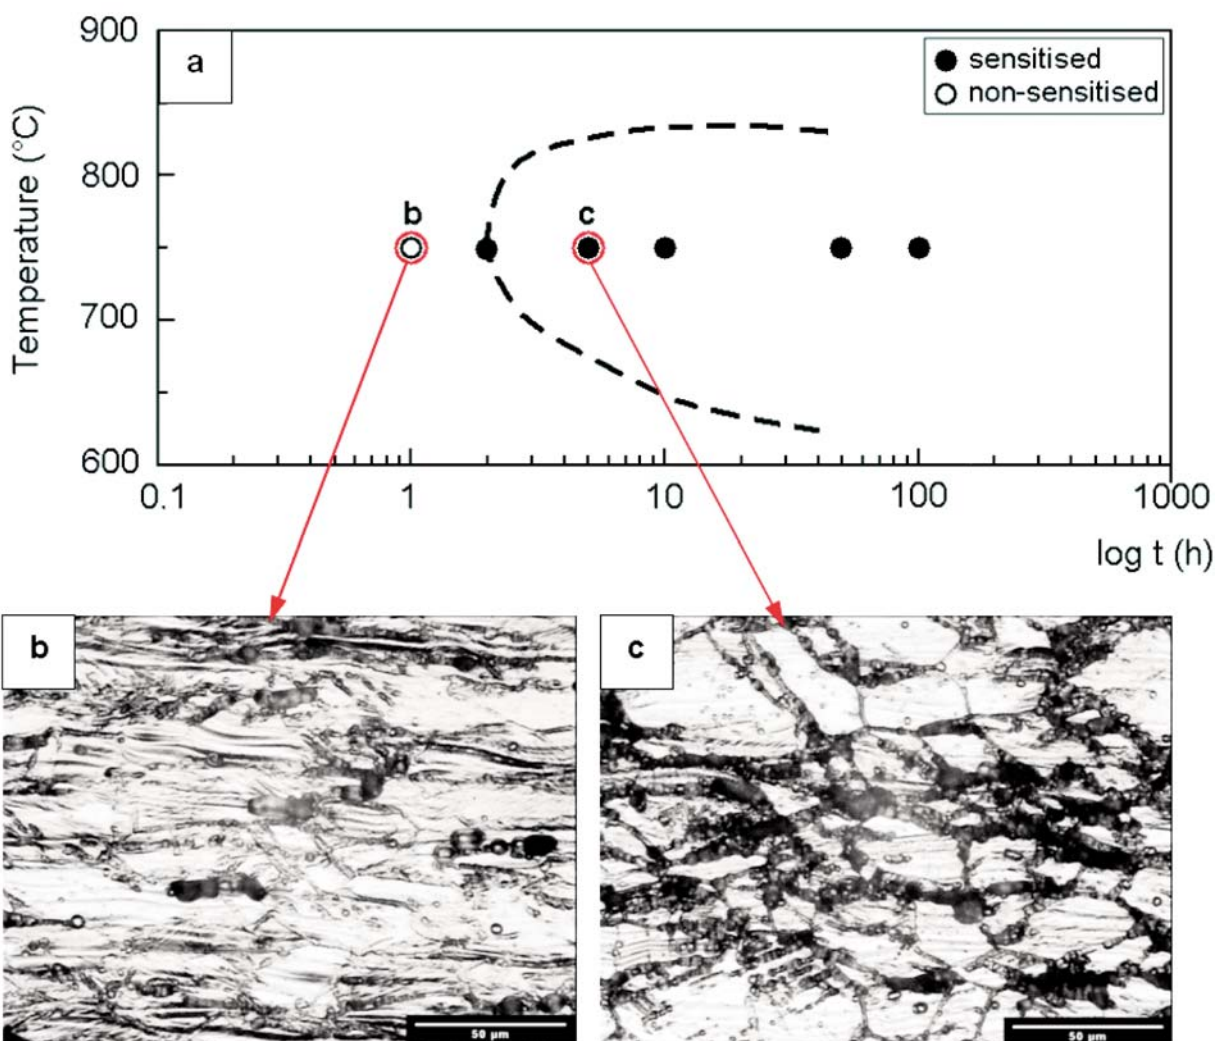 900
a
sensitised
non-sensitised
800
b
c
700
600
Temperature (°C)
0.1
1
10
100
1000
log t (h)
b
c
50 µm
50 µm